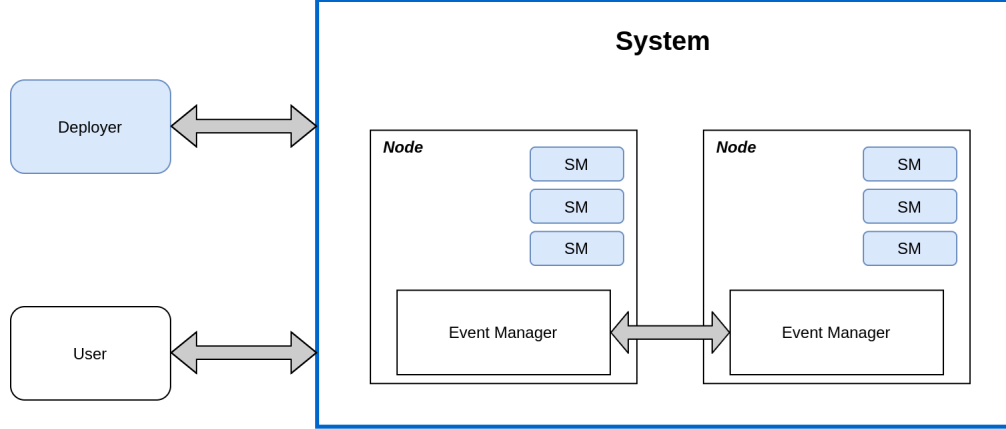 System
Deployer
Node
SM
SM
SM
Event Manager
Node
SM
SM
SM
Event Manager
User